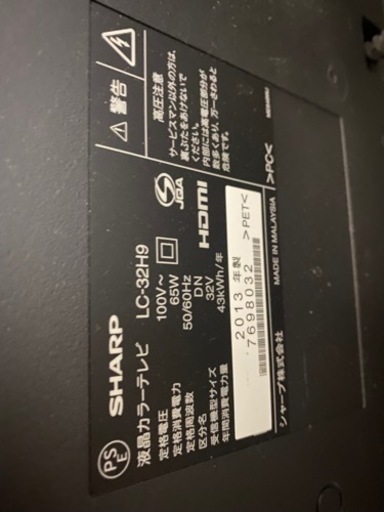 SHARP
液晶カラーテレビ LC-32H9
定格電圧 100V～
定格消費電力 65W
定格周波数 50/60Hz
区分名 DN
受信機型サイズ 32V
年間消費電力量 43kWh/年
シャープ株式会社
PS
E
JQA
HDMI
2013 年製
7698032
>PET<
MADE IN MALAYSIA
警告
高圧注意
サービスマン以外の方は、
裏ぶたをあけないで
ください。
内部には高電圧部分が
数多くあり、万一さわると
危険です。
>PC<